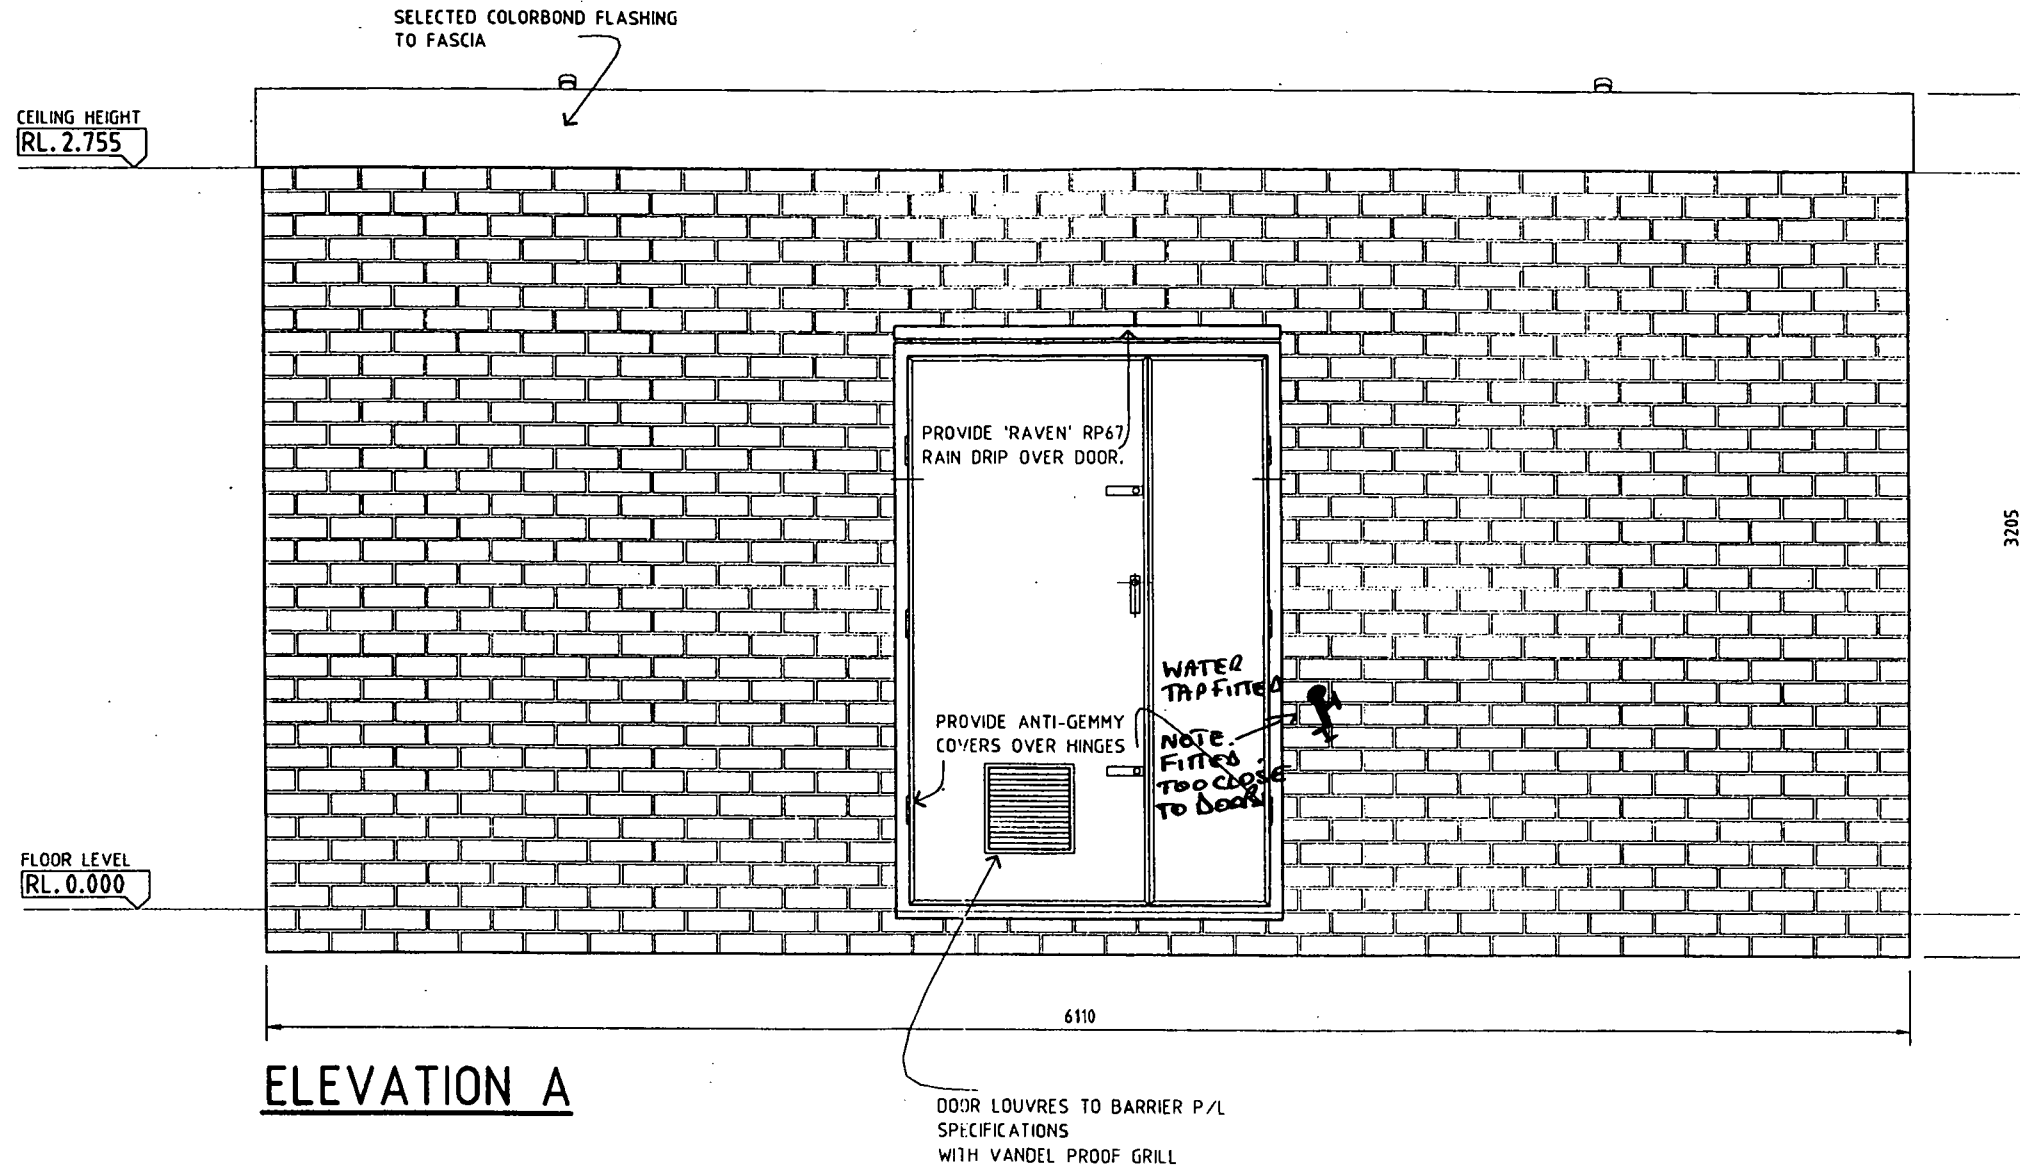 SELECTED COLORBOND FLASHING
TO FASCIA
CEILING HEIGHT
RL. 2.755
PROVIDE 'RAVEN' RP67
RAIN DRIP OVER DOOR.
3205
WATER
TAP FITTED
NOTE.
FITTED
TOO CLOSE
TO DOOR
PROVIDE ANTI-GEMMY
COVERS OVER HINGES
FLOOR LEVEL
RL. 0.000
6110
ELEVATION A
DOOR LOUVRES TO BARRIER P/L
SPECIFICATIONS
WITH VANDEL PROOF GRILL